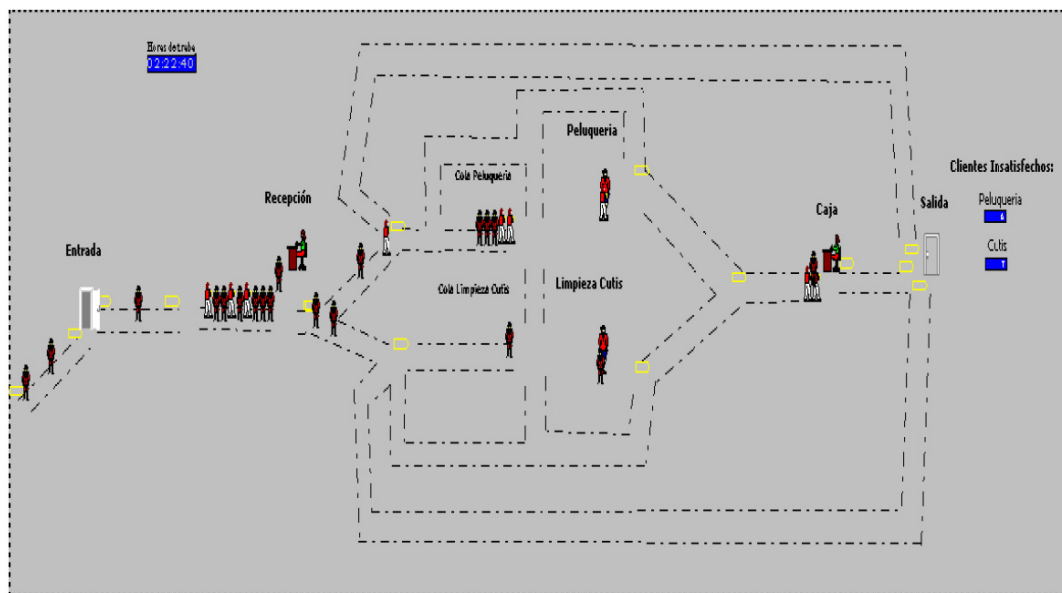 Horas de trabajo
02:22:40
Peluqueria
Clientes Insatisfechos:
Cola Peluqueria
Peluqueria
Recepción
Caja
Salida
Cutis
Entrada
Cola Limpieza Cutis
Limpieza Cutis